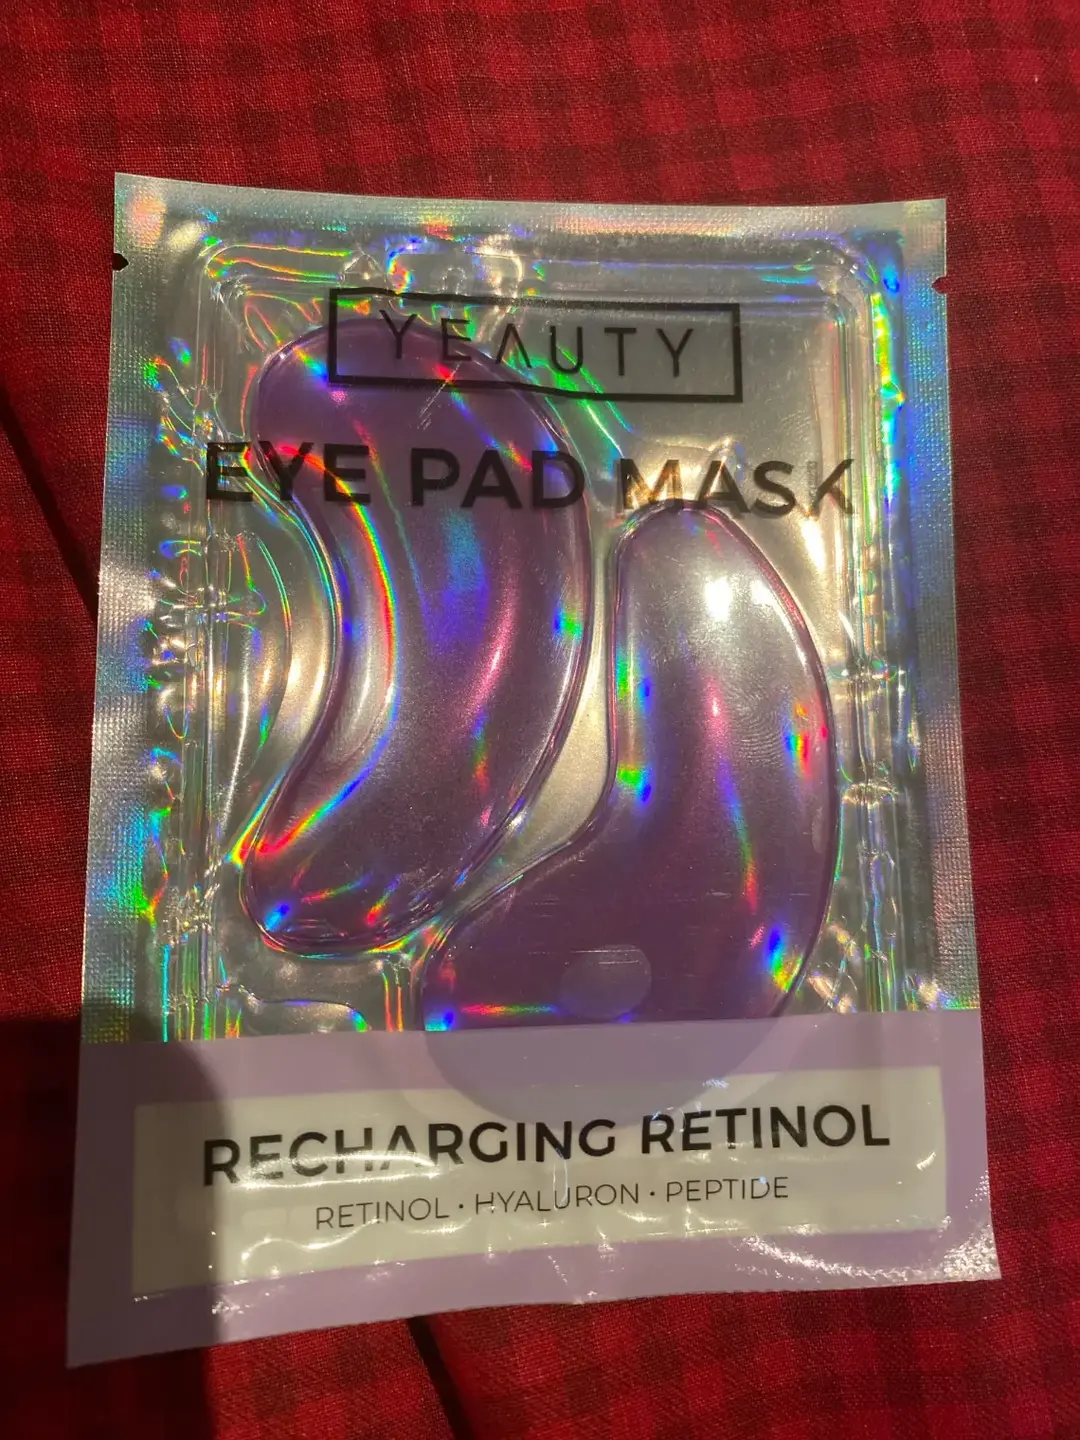 YEAUTY
EYE PAD MASK
RECHARGING RETINOL
RETINOL · HYALURON · PEPTIDE